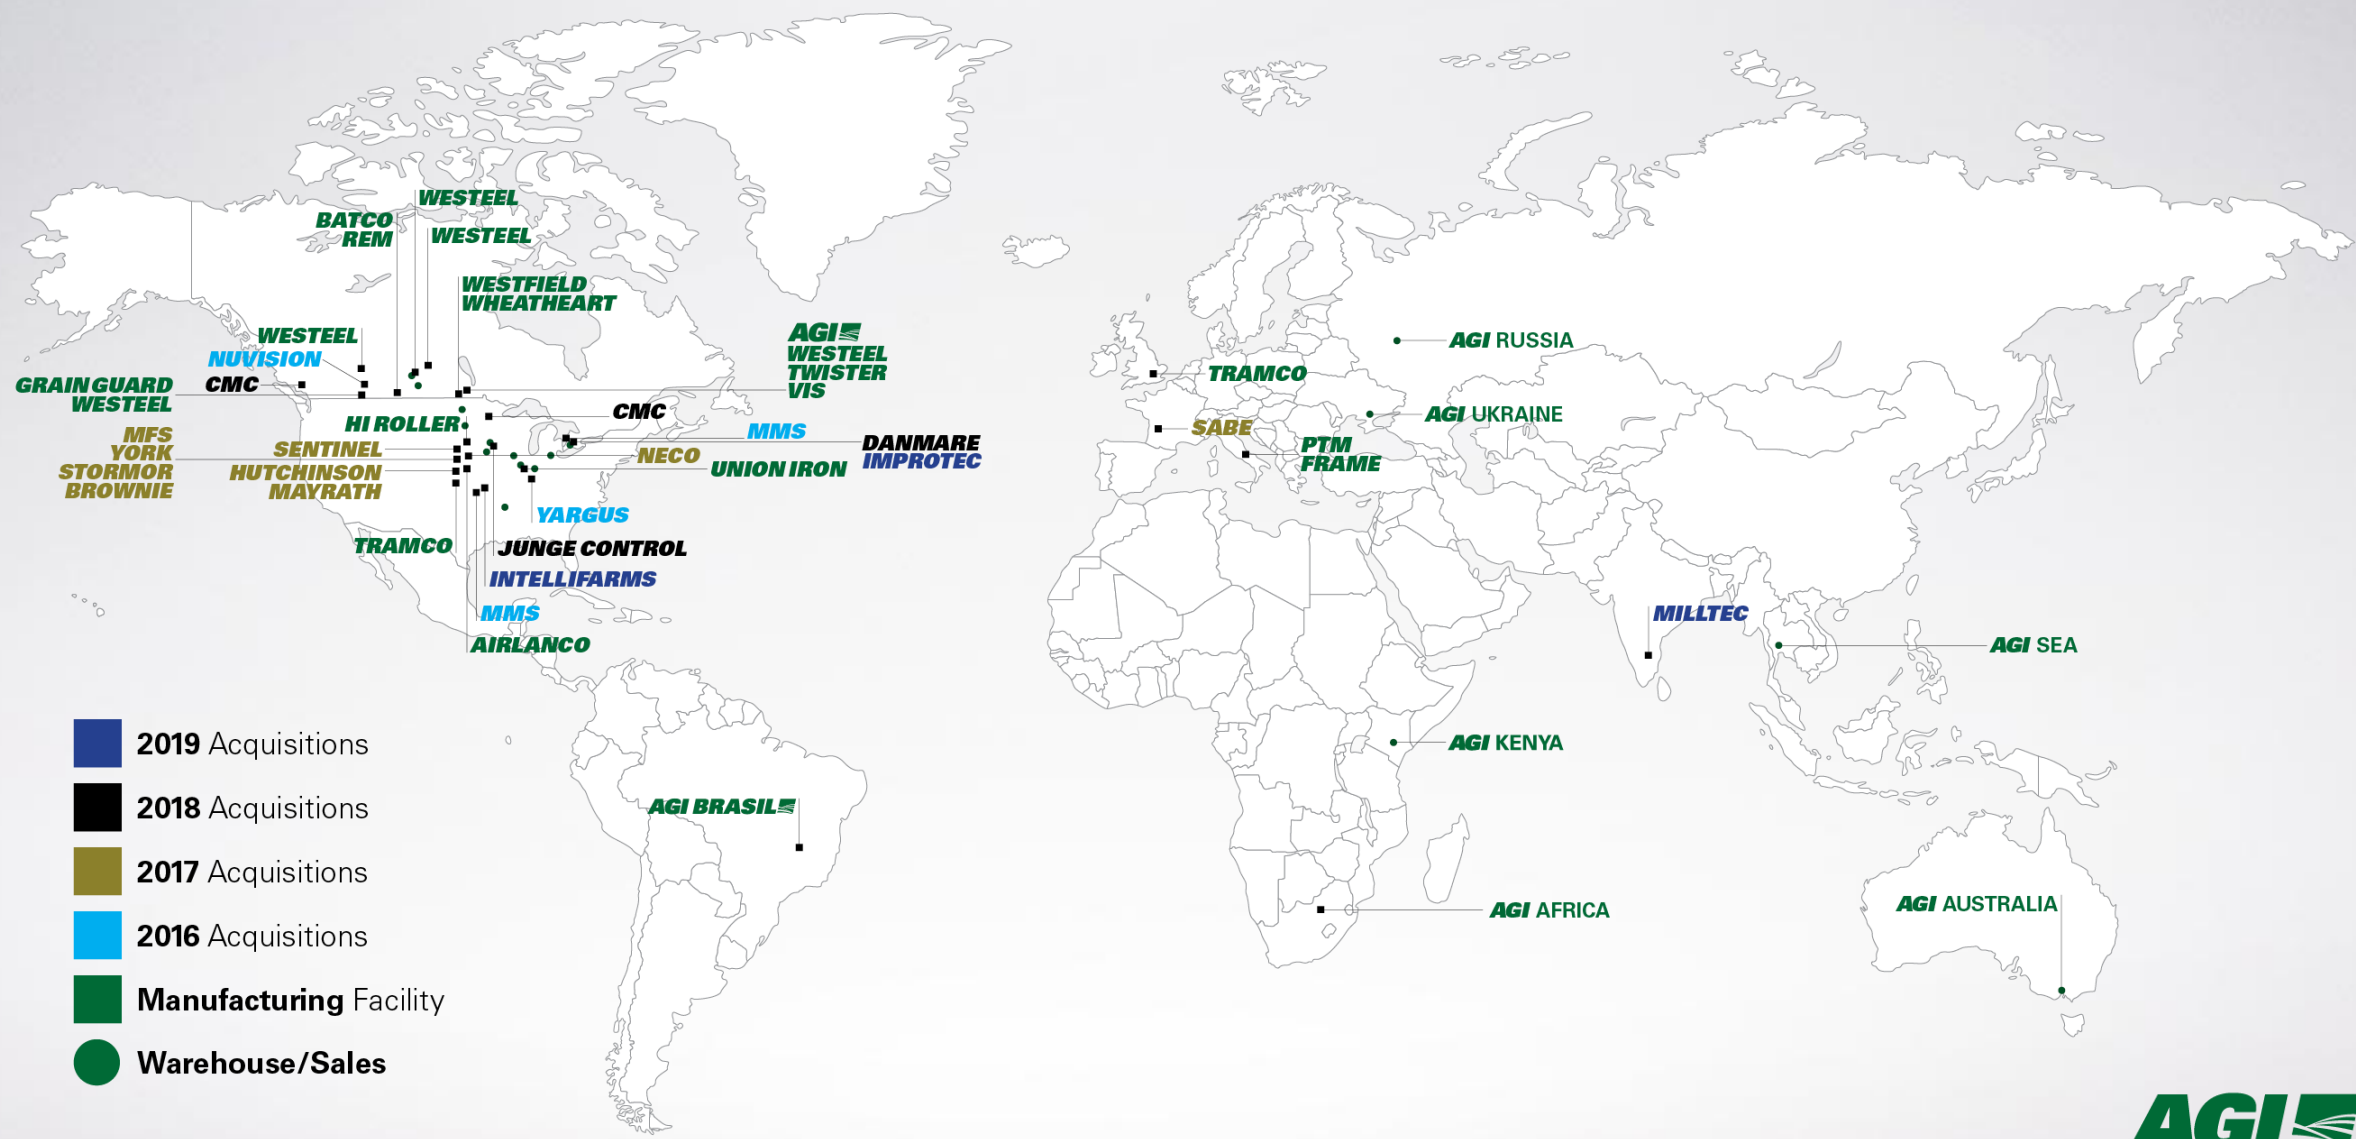 WESTEEL
BATCO
REM
WESTEEL
WESTFIELD
WHEATHEART
WESTEEL
NUVISION
CMC
GRAIN GUARD
WESTEEL
AGI
WESTEEL
TWISTER
VIS
HI ROLLER
CMC
MFS
YORK
STORMOR
BROWNIE
SENTINEL
HUTCHINSON
MAYRATH
MMS
DANMARE
IMPROTEC
NECO
UNION IRON
YARGUS
TRAMCO
JUNGE CONTROL
INTELLIFARMS
MMS
AIRLANCO
AGI RUSSIA
TRAMCO
AGI UKRAINE
SABE
PTM
FRAME
MILLTEC
AGI SEA
AGI KENYA
AGI BRASIL
AGI AFRICA
AGI AUSTRALIA
2019 Acquisitions
2018 Acquisitions
2017 Acquisitions
2016 Acquisitions
Manufacturing Facility
Warehouse/Sales
AGI